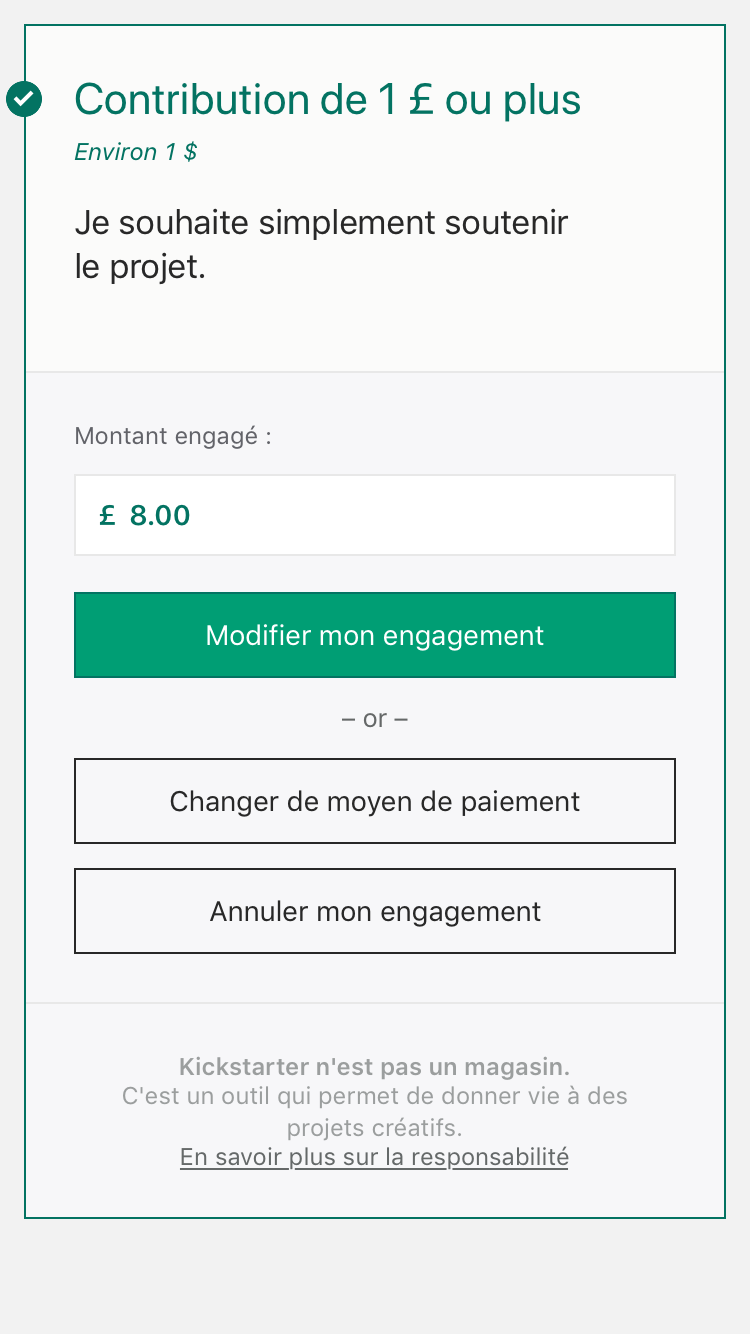 Contribution de 1 £ ou plus
Environ 1 $
Je souhaite simplement soutenir
le projet.
Montant engagé :
£ 8.00
Modifier mon engagement
– or –
Changer de moyen de paiement
Annuler mon engagement
Kickstarter n'est pas un magasin.
C'est un outil qui permet de donner vie à des
projets créatifs.
En savoir plus sur la responsabilité